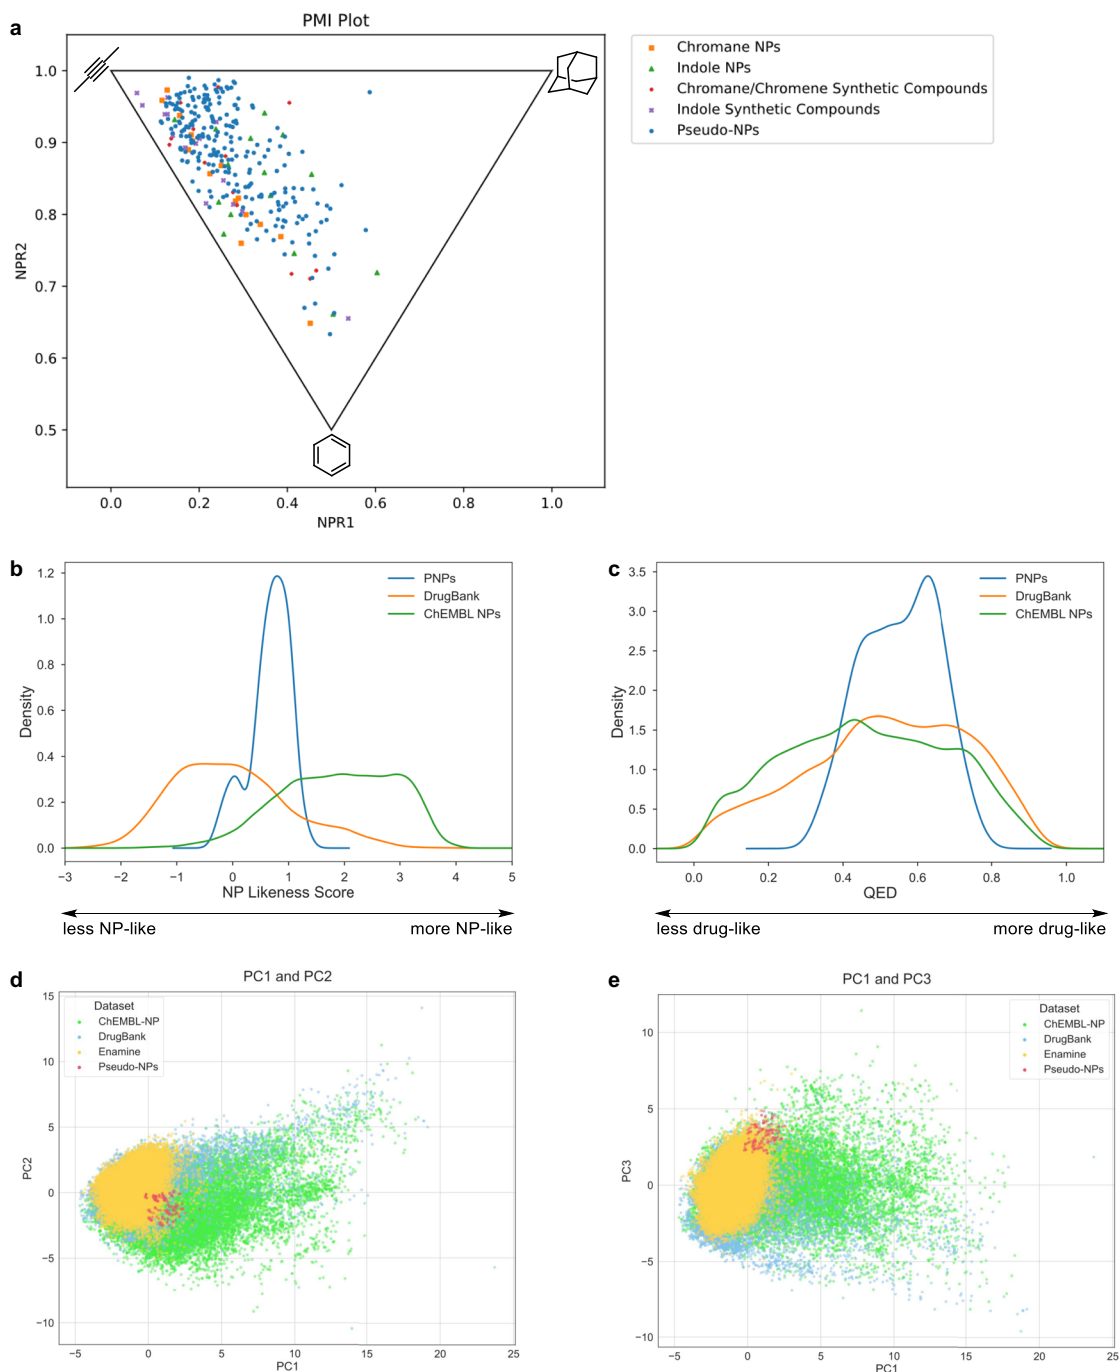 a
PMI Plot
Chromane NPs
Indole NPs
Chromane/Chromene Synthetic Compounds
Indole Synthetic Compounds
Pseudo-NPs
1.0
0.9
0.8
0.7
0.6
0.5
NPR2
0.0 0.2 0.4 0.6 0.8 1.0
NPR1
b
PNPs
DrugBank
ChEMBL NPs
1.2
1.0
0.8
0.6
0.4
0.2
0.0
Density
−3 −2 −1 0 1 2 3 4 5
NP Likeness Score
less NP-like more NP-like
c
PNPs
DrugBank
ChEMBL NPs
3.5
3.0
2.5
2.0
1.5
1.0
0.5
0.0
Density
0.0 0.2 0.4 0.6 0.8 1.0
QED
less drug-like more drug-like
d
PC1 and PC2
Dataset
ChEMBL-NP
DrugBank
Enamine
Pseudo-NPs
15
10
5
0
−5
−10
PC2
−5 0 5 10 15 20 25
PC1
e
PC1 and PC3
Dataset
ChEMBL-NP
DrugBank
Enamine
Pseudo-NPs
10
5
0
−5
−10
PC3
−5 0 5 10 15 20 25
PC1